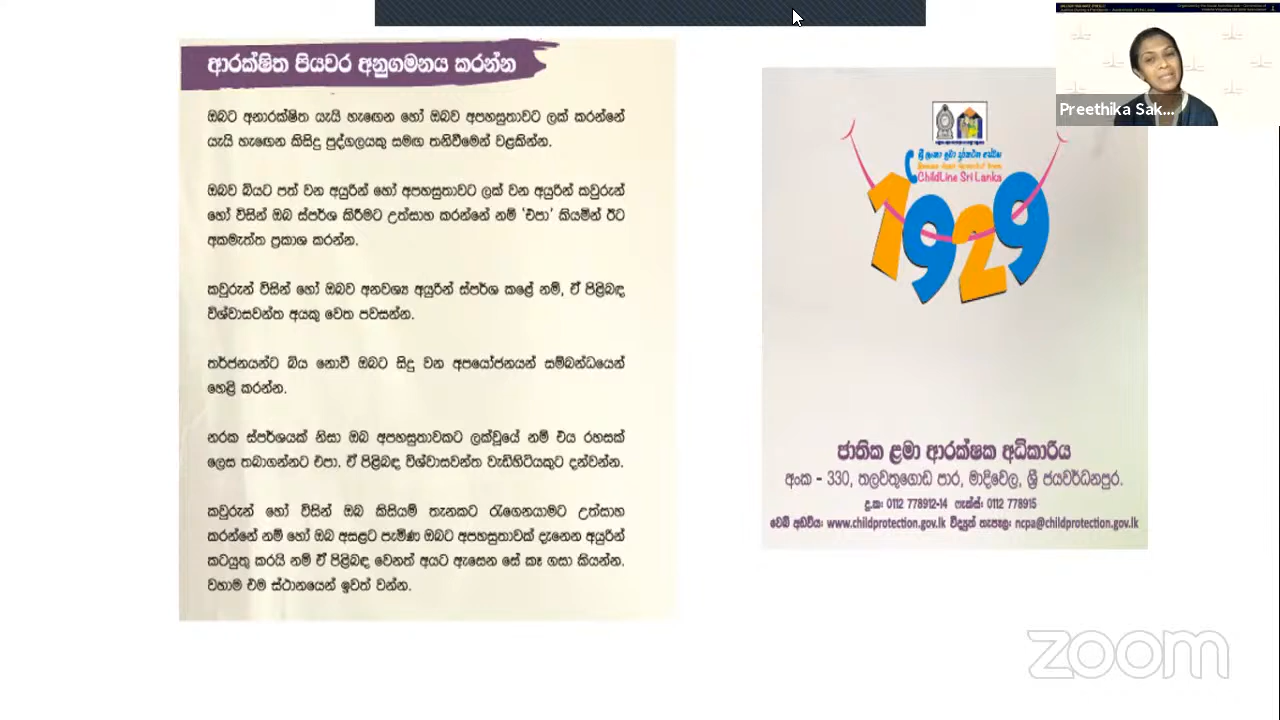 ආරක්ෂිත පියවර අනුගමනය කරන්න
ඔබට අනාරක්ෂිත යැයි හැඟෙන හෝ ඔබව අපහසුතාවට ලක් කරන්නේ
යැයි හැඟෙන කිසිදු පුද්ගලයකු සමඟ තනිවීමෙන් වළකින්න.
ඔබව බියට පත් වන අයුරින් හෝ අපහසුතාවට ලක් වන අයුරින් කවුරුන්
හෝ විසින් ඔබ ස්පර්ශ කිරීමට උත්සාහ කරන්නේ නම් ‘එපා’ කියමින් ඊට
අකමැත්ත ප්‍රකාශ කරන්න.
කවුරුන් විසින් හෝ ඔබව අනවශ්‍ය අයුරින් ස්පර්ශ කළේ නම්, ඒ පිළිබඳ
විශ්වාසවන්ත අයකු වෙත පවසන්න.
තර්ජනයන්ට බිය නොවී ඔබට සිදු වන අපයෝජනයන් සම්බන්ධයෙන්
හෙළි කරන්න.
නරක ස්පර්ශයක් නිසා ඔබ අපහසුතාවකට ලක්වූයේ නම් එය රහසක්
ලෙස තබාගන්නට එපා. ඒ පිළිබඳ විශ්වාසවන්ත වැඩිහිටියකුට දන්වන්න.
කවුරුන් හෝ විසින් ඔබ කිසියම් තැනකට රැගෙනයාමට උත්සාහ
කරන්නේ නම් හෝ ඔබ අසළට පැමිණ ඔබට අපහසුතාවක් දැනෙන අයුරින්
කටයුතු කරයි නම් ඒ පිළිබඳ වෙනත් අයට ඇසෙන සේ කෑ ගසා කියන්න.
වහාම එම ස්ථානයෙන් ඉවත් වන්න.
ශ්‍රී ලංකා ළමා දුරකථන සේවය
ChildLine Sri Lanka
1929
ජාතික ළමා ආරක්ෂක අධිකාරිය
අංක - 330, තලවතුගොඩ පාර, මාදිවෙල, ශ්‍රී ජයවර්ධනපුර.
දු.ක: 0112 778912-14 ෆැක්ස්: 0112 778915
වෙබ් අඩවිය: www.childprotection.gov.lk විද්‍යුත් තැපෑල: ncpa@childprotection.gov.lk
Preethika Sak...
zoom